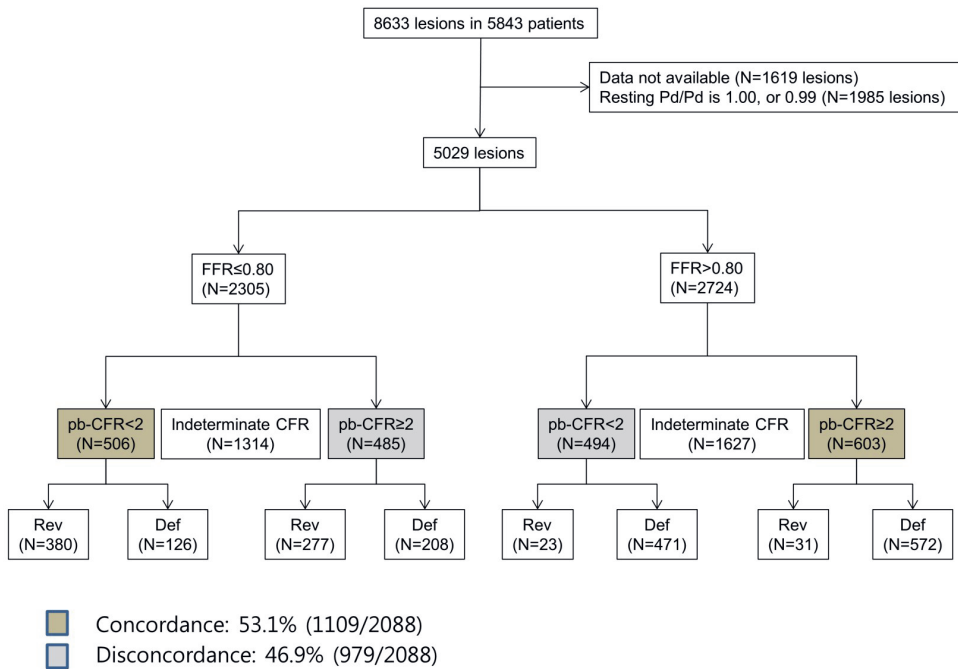 8633 lesions in 5843 patients
Data not available (N=1619 lesions)
Resting Pd/Pd is 1.00, or 0.99 (N=1985 lesions)
5029 lesions
FFR≤0.80
(N=2305)
FFR>0.80
(N=2724)
pb-CFR<2
(N=506)
Indeterminate CFR
(N=1314)
pb-CFR≥2
(N=485)
pb-CFR<2
(N=494)
Indeterminate CFR
(N=1627)
pb-CFR≥2
(N=603)
Rev
(N=380)
Def
(N=126)
Rev
(N=277)
Def
(N=208)
Rev
(N=23)
Def
(N=471)
Rev
(N=31)
Def
(N=572)
Concordance: 53.1% (1109/2088)
Disconcordance: 46.9% (979/2088)